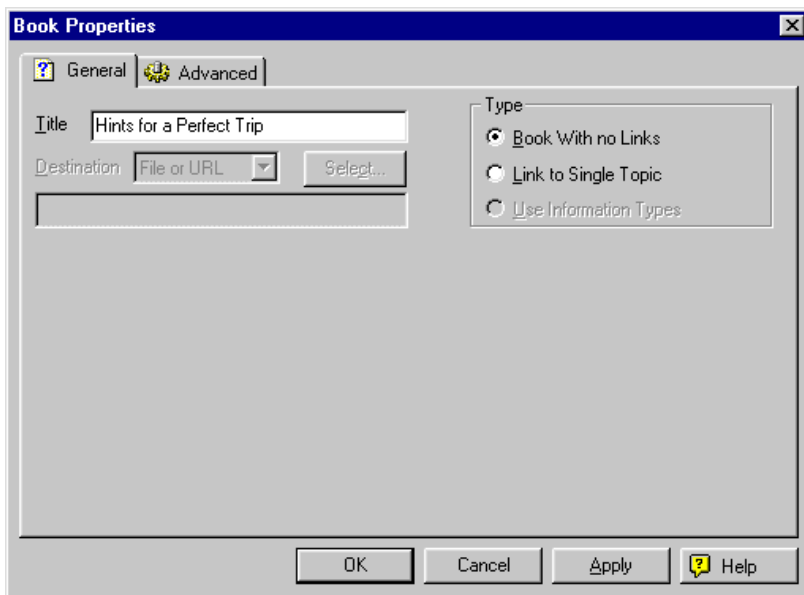 Book Properties
General Advanced
Title Hints for a Perfect Trip
Destination File or URL Select...
Type
Book With no Links
Link to Single Topic
Use Information Types
OK Cancel Apply Help